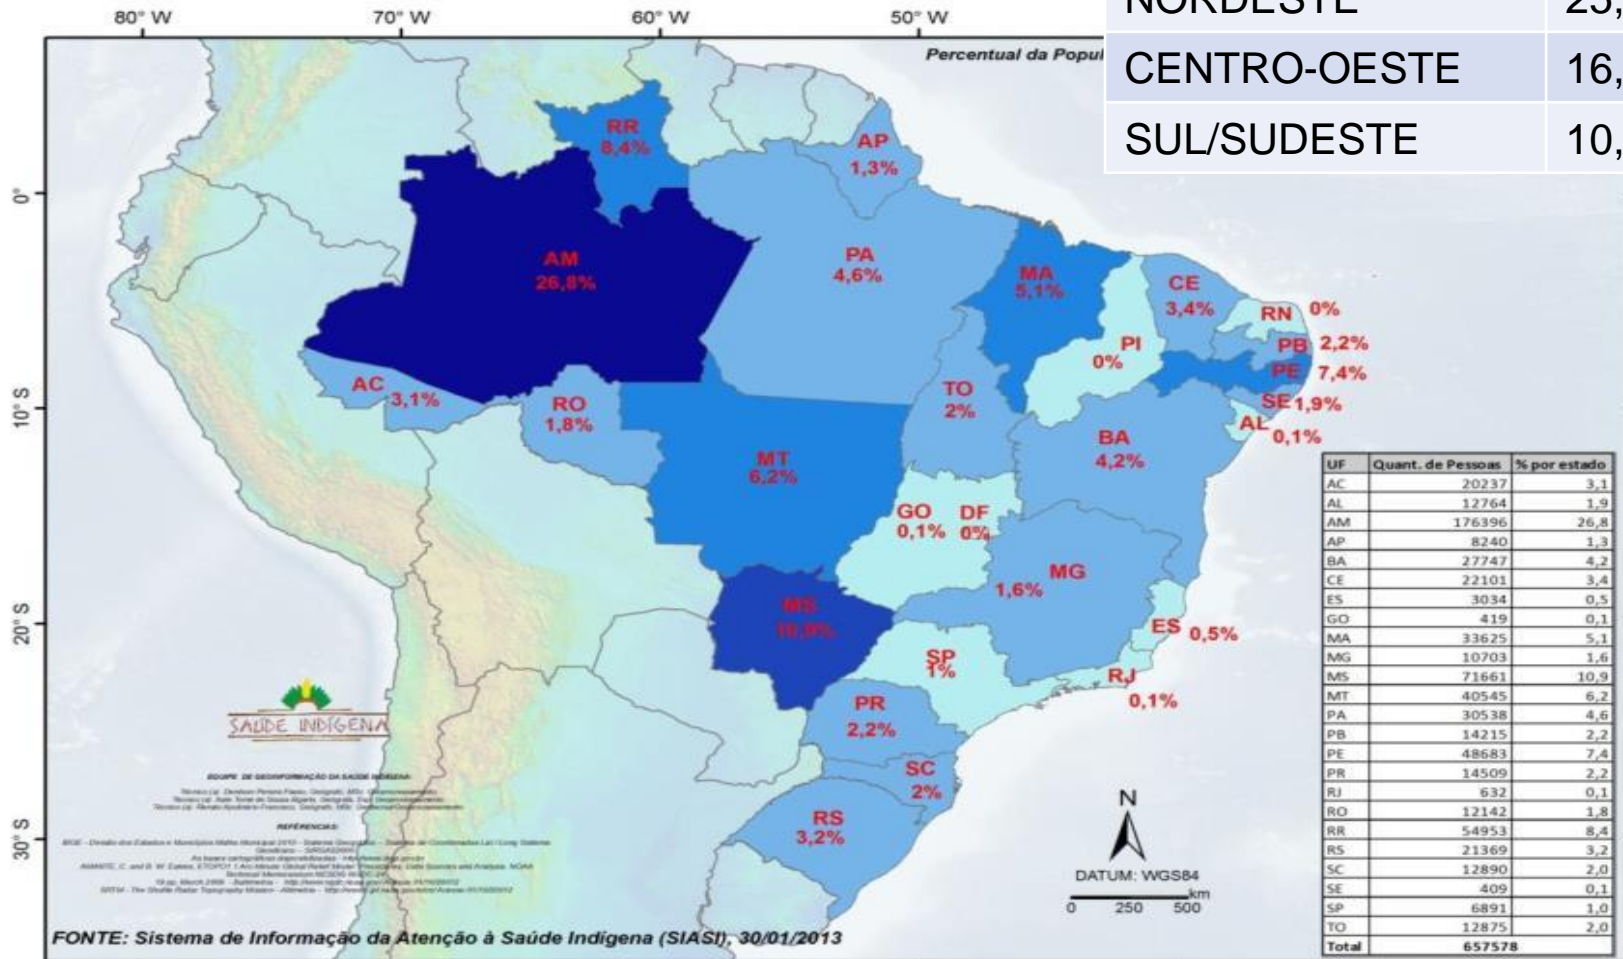 80° W 70° W 60° W 50° W
NORDESTE
CENTRO-OESTE 16,
SUL/SUDESTE 10,
Percentual da Popul
0°
10° S
20° S
30° S
RR
8,4%
AP
1,3%
AM
26,8%
PA
4,6%
MA
5,1%
CE
3,4%
RN 0%
PI
0%
PB 2,2%
PE 7,4%
AC
3,1%
RO
1,8%
TO
2%
SE 1,9%
AL 0,1%
BA
4,2%
MT
6,2%
GO
0,1%
DF
0%
MG
1,6%
MS
10,9%
ES 0,5%
SP
1%
RJ
0,1%
PR
2,2%
SC
2%
RS
3,2%
UF Quant. de Pessoas % por estado
AC 20237 3,1
AL 12764 1,9
AM 176396 26,8
AP 8240 1,3
BA 27747 4,2
CE 22101 3,4
ES 3034 0,5
GO 419 0,1
MA 33625 5,1
MG 10703 1,6
MS 71661 10,9
MT 40545 6,2
PA 30538 4,6
PB 14215 2,2
PE 48683 7,4
PR 14509 2,2
RJ 632 0,1
RO 12142 1,8
RR 54953 8,4
RS 21369 3,2
SC 12890 2,0
SE 409 0,1
SP 6891 1,0
TO 12875 2,0
Total 657578
SAÚDE INDÍGENA
EQUIPE DE GEOINFORMAÇÃO DA SAÚDE INDÍGENA:
REFERENCIAS:
N
DATUM: WGS84
km
0 250 500
FONTE: Sistema de Informação da Atenção à Saúde Indígena (SIASI), 30/01/2013